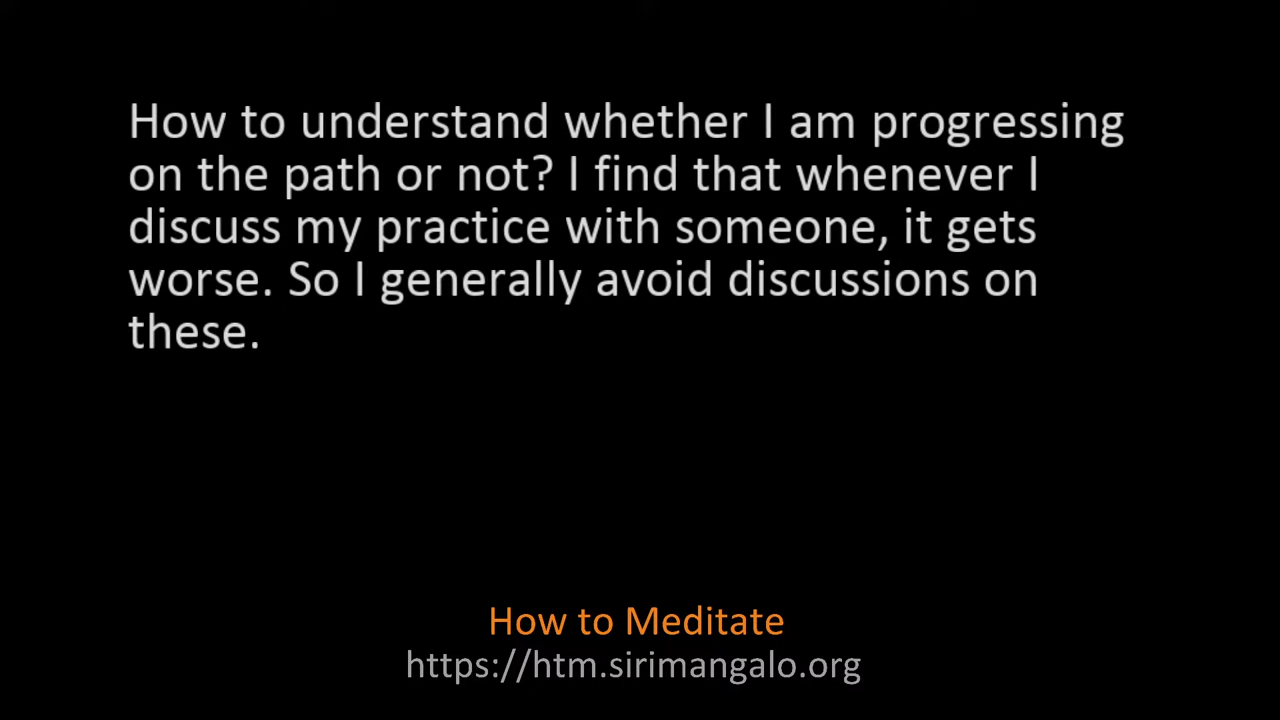 How to understand whether I am progressing
on the path or not? I find that whenever I
discuss my practice with someone, it gets
worse. So I generally avoid discussions on
these.
How to Meditate
https://htm.sirimangalo.org